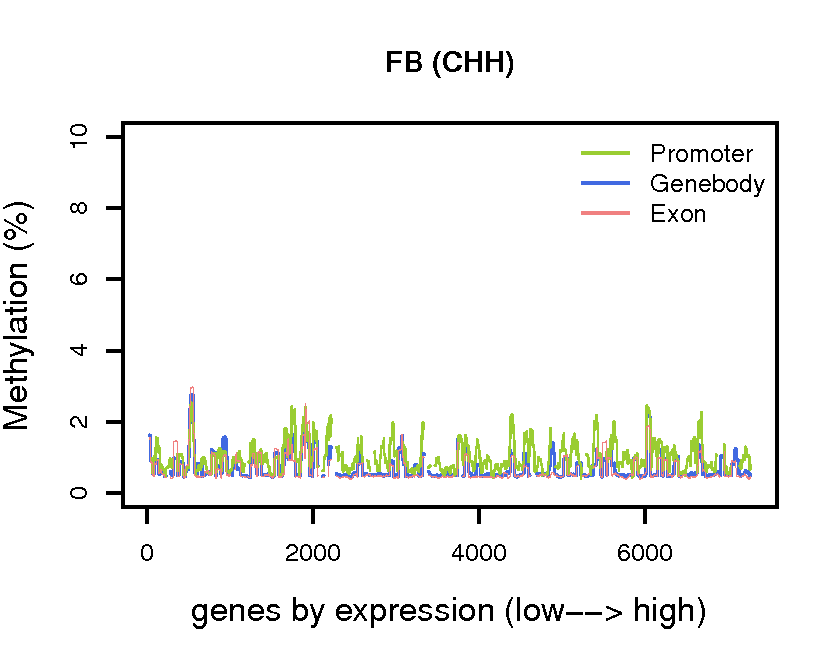 FB (CHH)
Methylation (%)
10
8
6
4
2
0
Promoter
Genebody
Exon
0 2000 4000 6000
genes by expression (low−−> high)